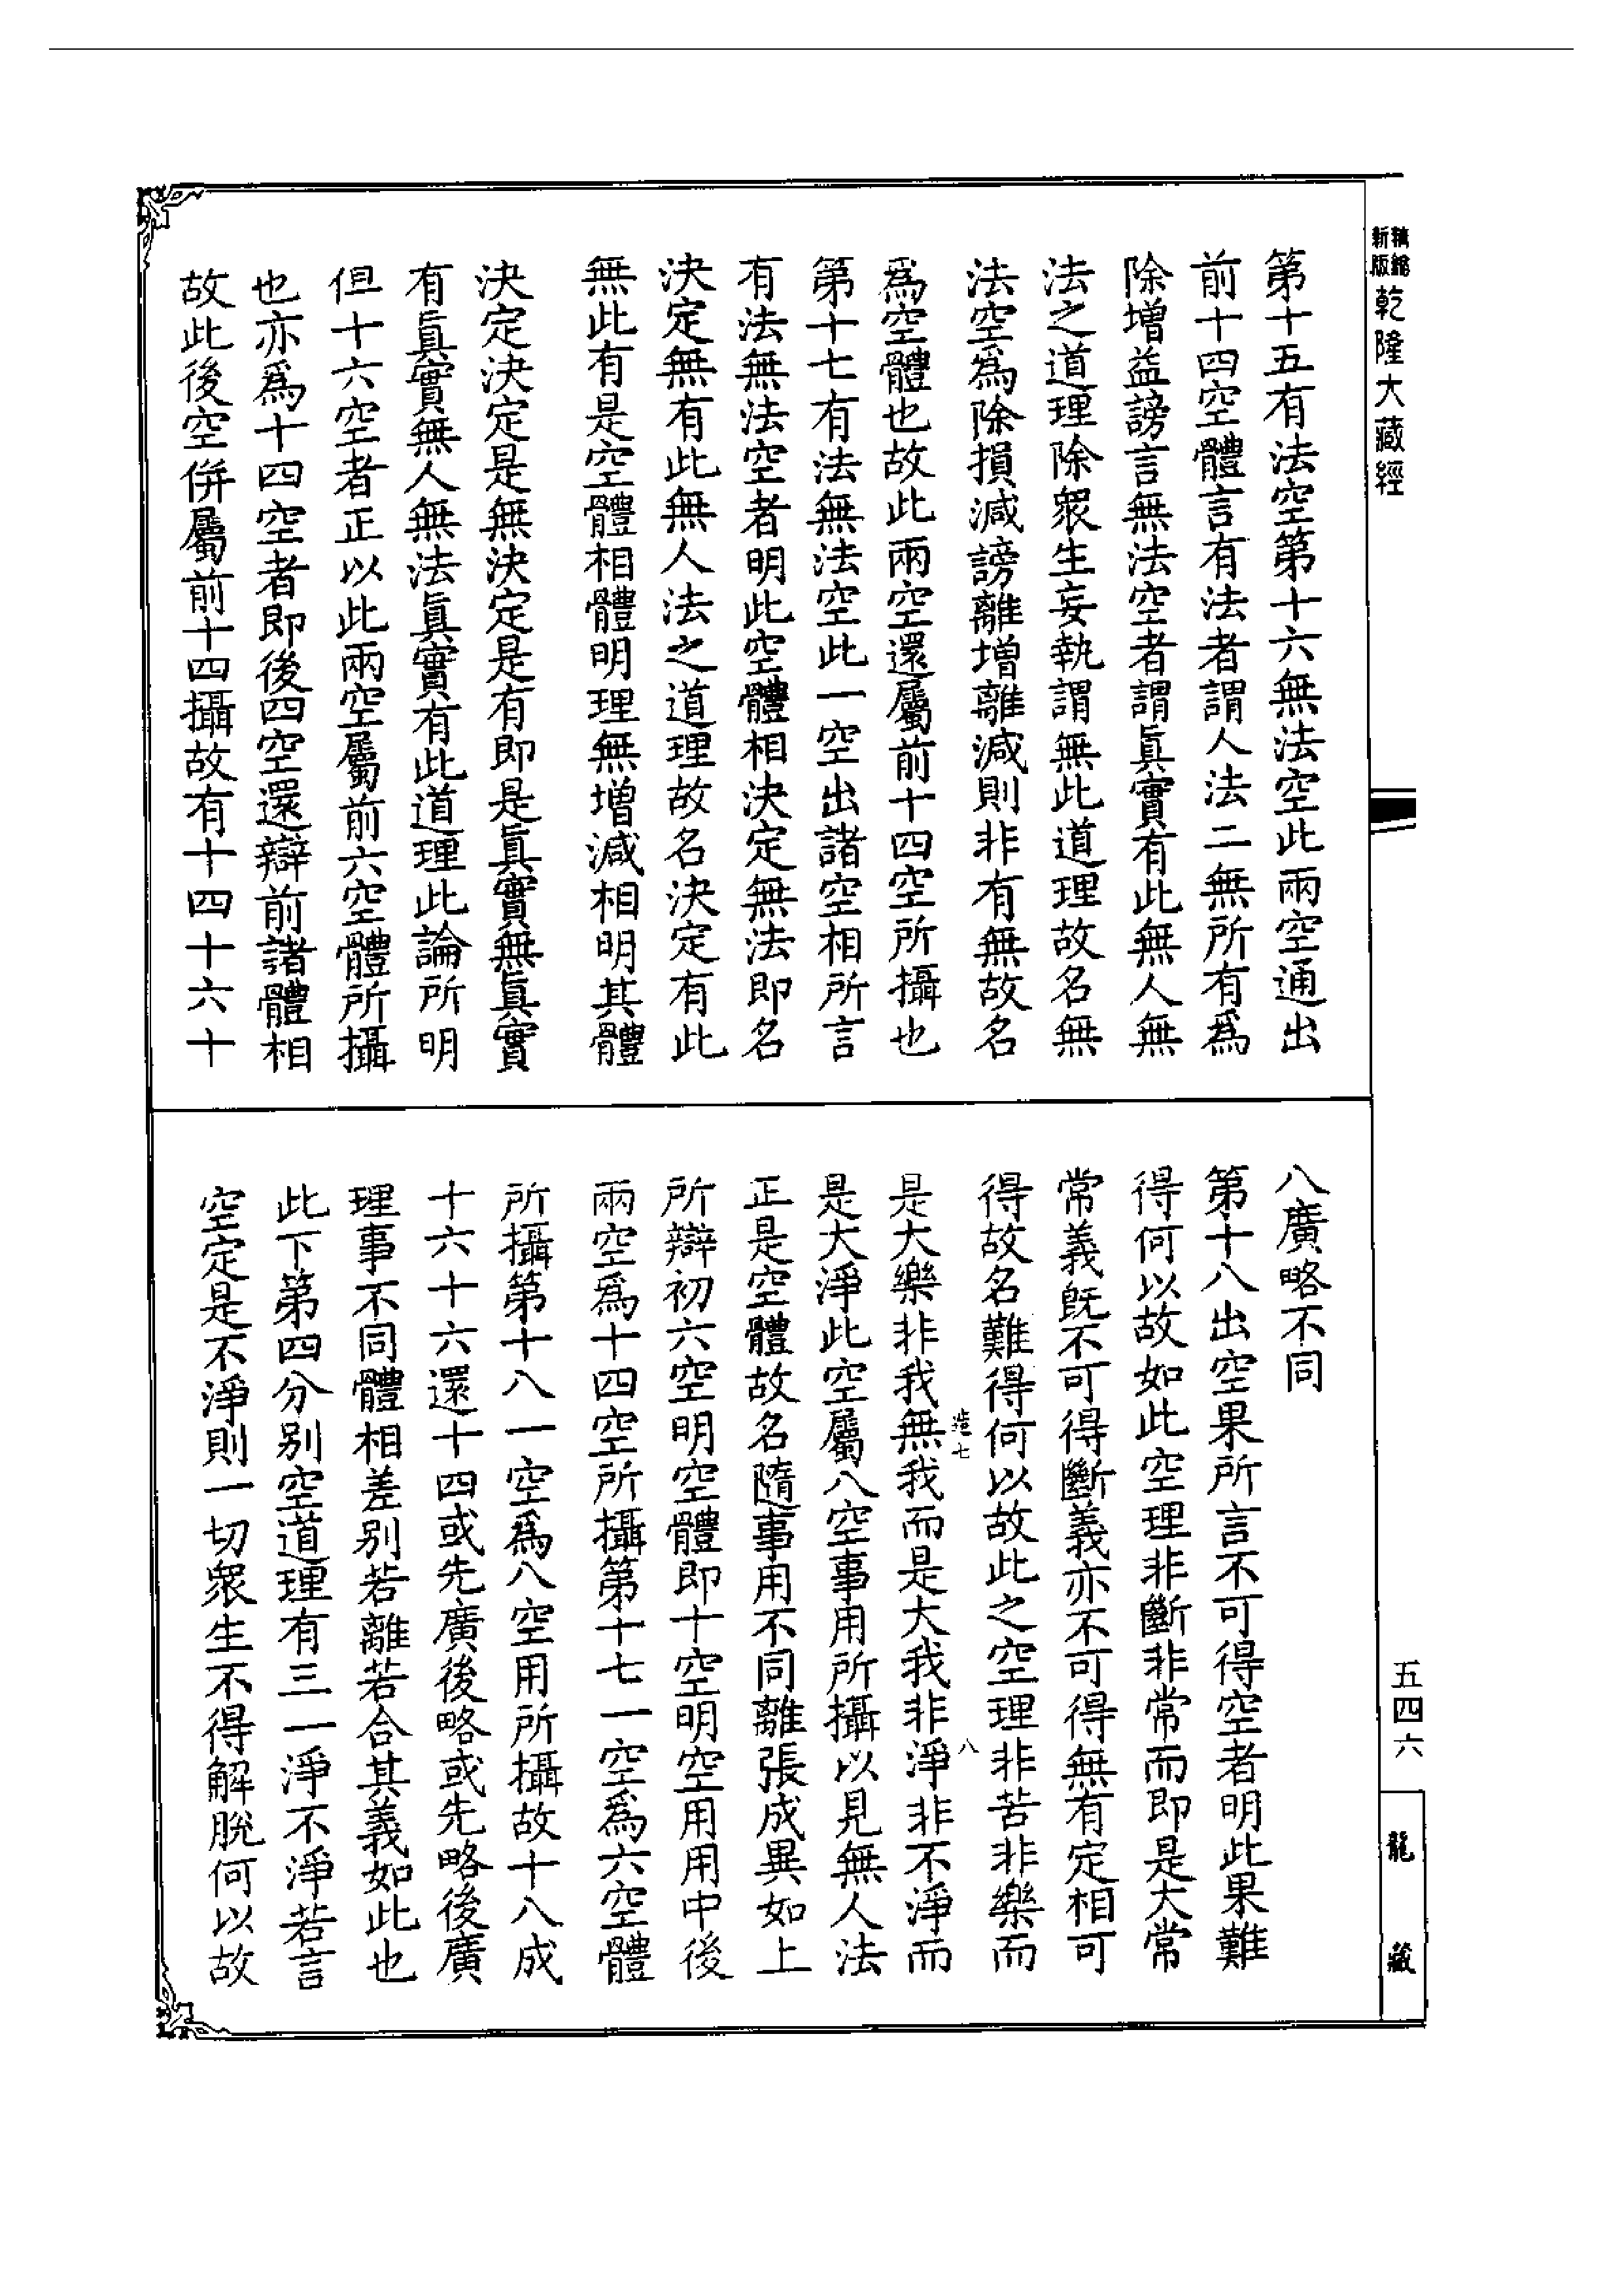 新縮精版乾隆大藏經
第十五有法空第十六無法空此兩空通出
前十四空體言有法者謂人法二無所有爲
除增益謗言無法空者謂眞實有此無人無
法之道理除衆生妄執謂無此道理故名無
法空爲除損減謗離增離減則非有無故名
爲空體也故此兩空還屬前十四空所攝也
第十七有法無法空此一空出諸空相所言
有法無法空者明此空體相決定無法即名
決定無有此無人法之道理故名決定有此
無此有是空體相體明理無增減相明其體
決定決定是無決定是有即是眞實無眞實
有眞實無人無法眞實有此道理此論所明
但十六空者正以此兩空屬前六空體所攝
也亦爲十四空者即後四空還辯前諸體相
故此後空併屬前十四攝故有十四十六十
八廣略不同
第十八出空果所言不可得空者明此果難
得何以故如此空理非斷非常而即是大常
常義既不可得斷義亦不可得無有定相可
得故名難得何以故此之空理非苦非樂而
是大樂非我無我而是大我非淨非不淨而
是大淨此空屬八空事用所攝以見無人法
正是空體故名隨事用不同離張成異如上
所辯初六空明空體即十空明空用用中後
兩空爲十四空所攝第十七一空爲六空體
所攝第十八一空爲八空用所攝故十八成
十六十六還十四或先廣後略或先略後廣
理事不同體相差別若離若合其義如此也
此下第四分別空道理有三一淨不淨若言
空定是不淨則一切衆生不得解脫何以故
造七
八
五四六
龍藏